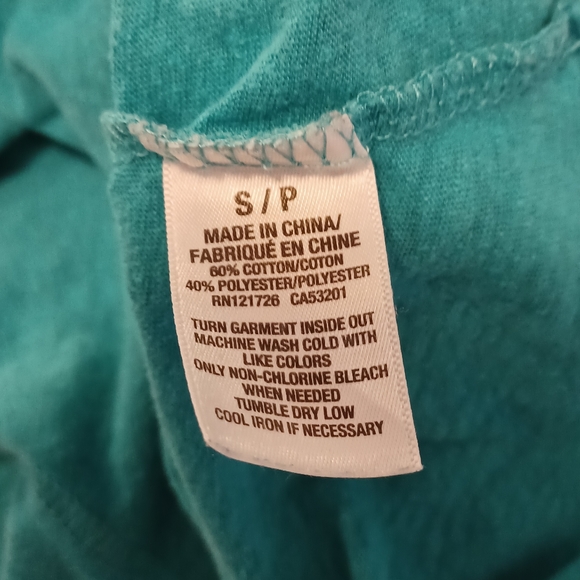 S / P
MADE IN CHINA/
FABRIQUÉ EN CHINE
60% COTTON/COTON
40% POLYESTER/POLYESTER
RN121726 CA53201
TURN GARMENT INSIDE OUT
MACHINE WASH COLD WITH
LIKE COLORS
ONLY NON-CHLORINE BLEACH
WHEN NEEDED
TUMBLE DRY LOW
COOL IRON IF NECESSARY